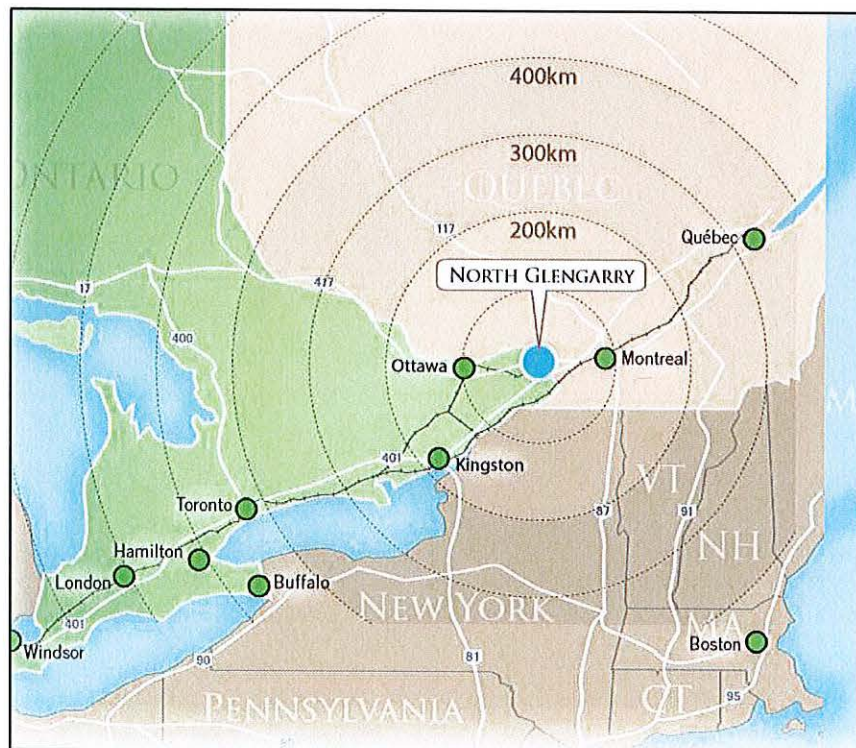 400km
300km
ONTARIO
QUÉBEC
200km
117
Québec
NORTH GLENGARRY
17
417
400
Ottawa
Montreal
401
Kingston
Toronto
87
VT
91
NH
Hamilton
London
Buffalo
NEW YORK
401
MA
Boston
Windsor
90
81
PENNSYLVANIA
CT
95